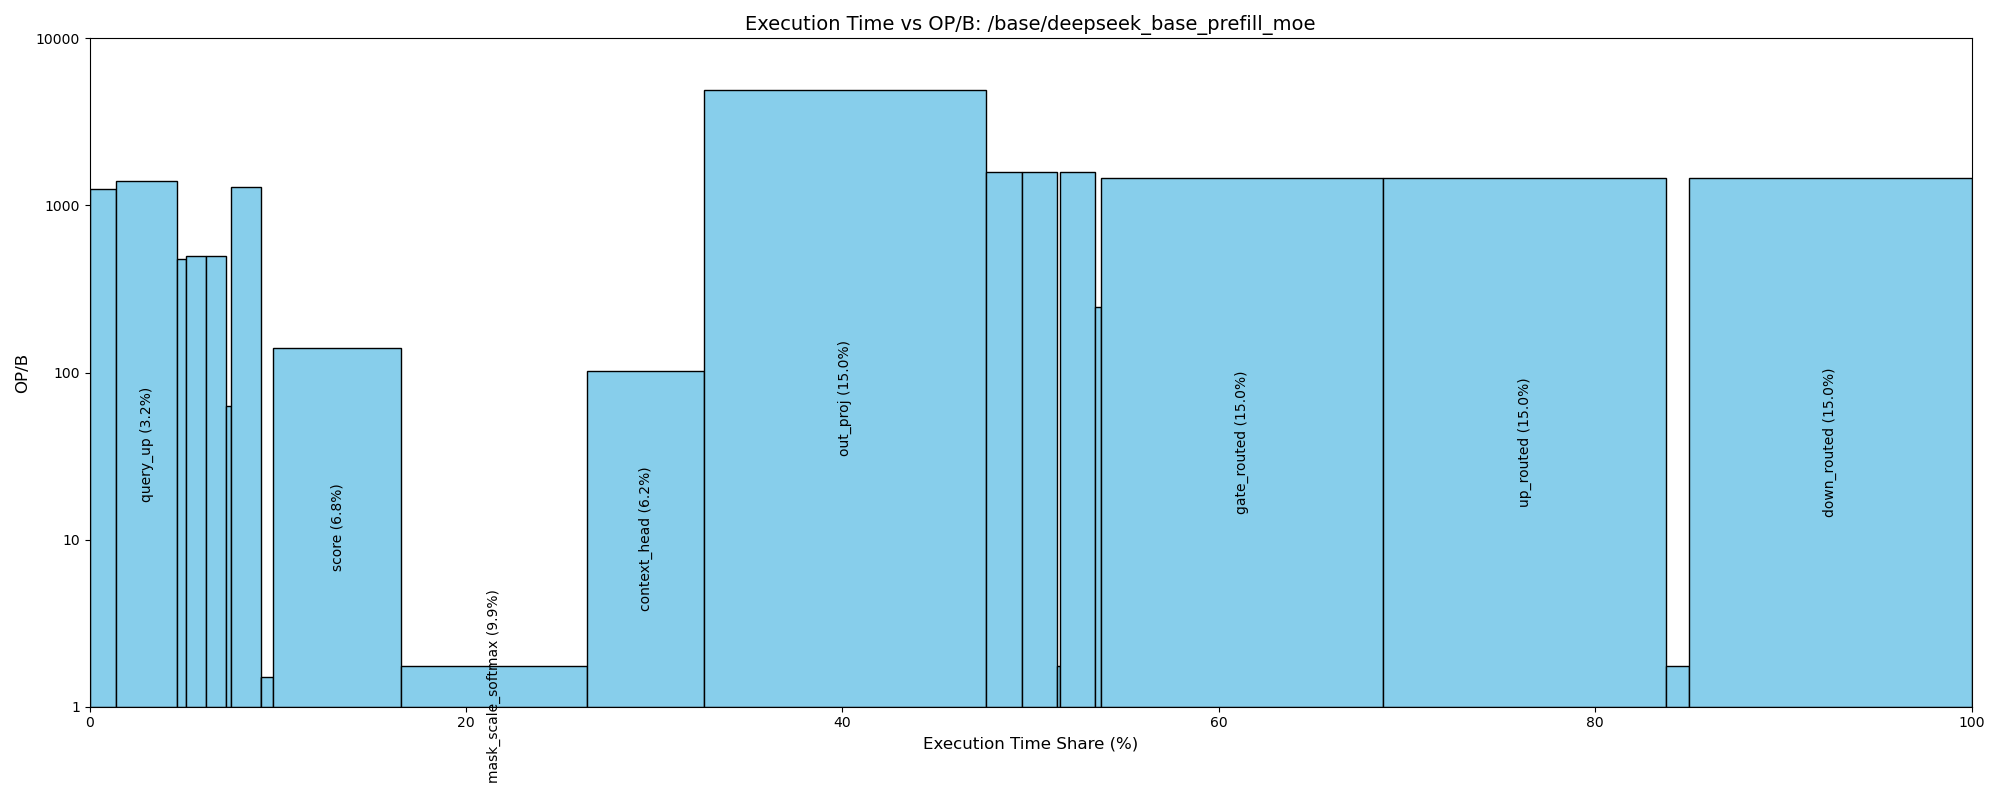 Execution Time vs OP/B: /base/deepseek_base_prefill_moe
OP/B
10000
1000
100
10
1
query_up (3.2%)
score (6.8%)
mask_scale_softmax (9.9%)
context_head (6.2%)
out_proj (15.0%)
gate_routed (15.0%)
up_routed (15.0%)
down_routed (15.0%)
0
20
40
60
80
100
Execution Time Share (%)